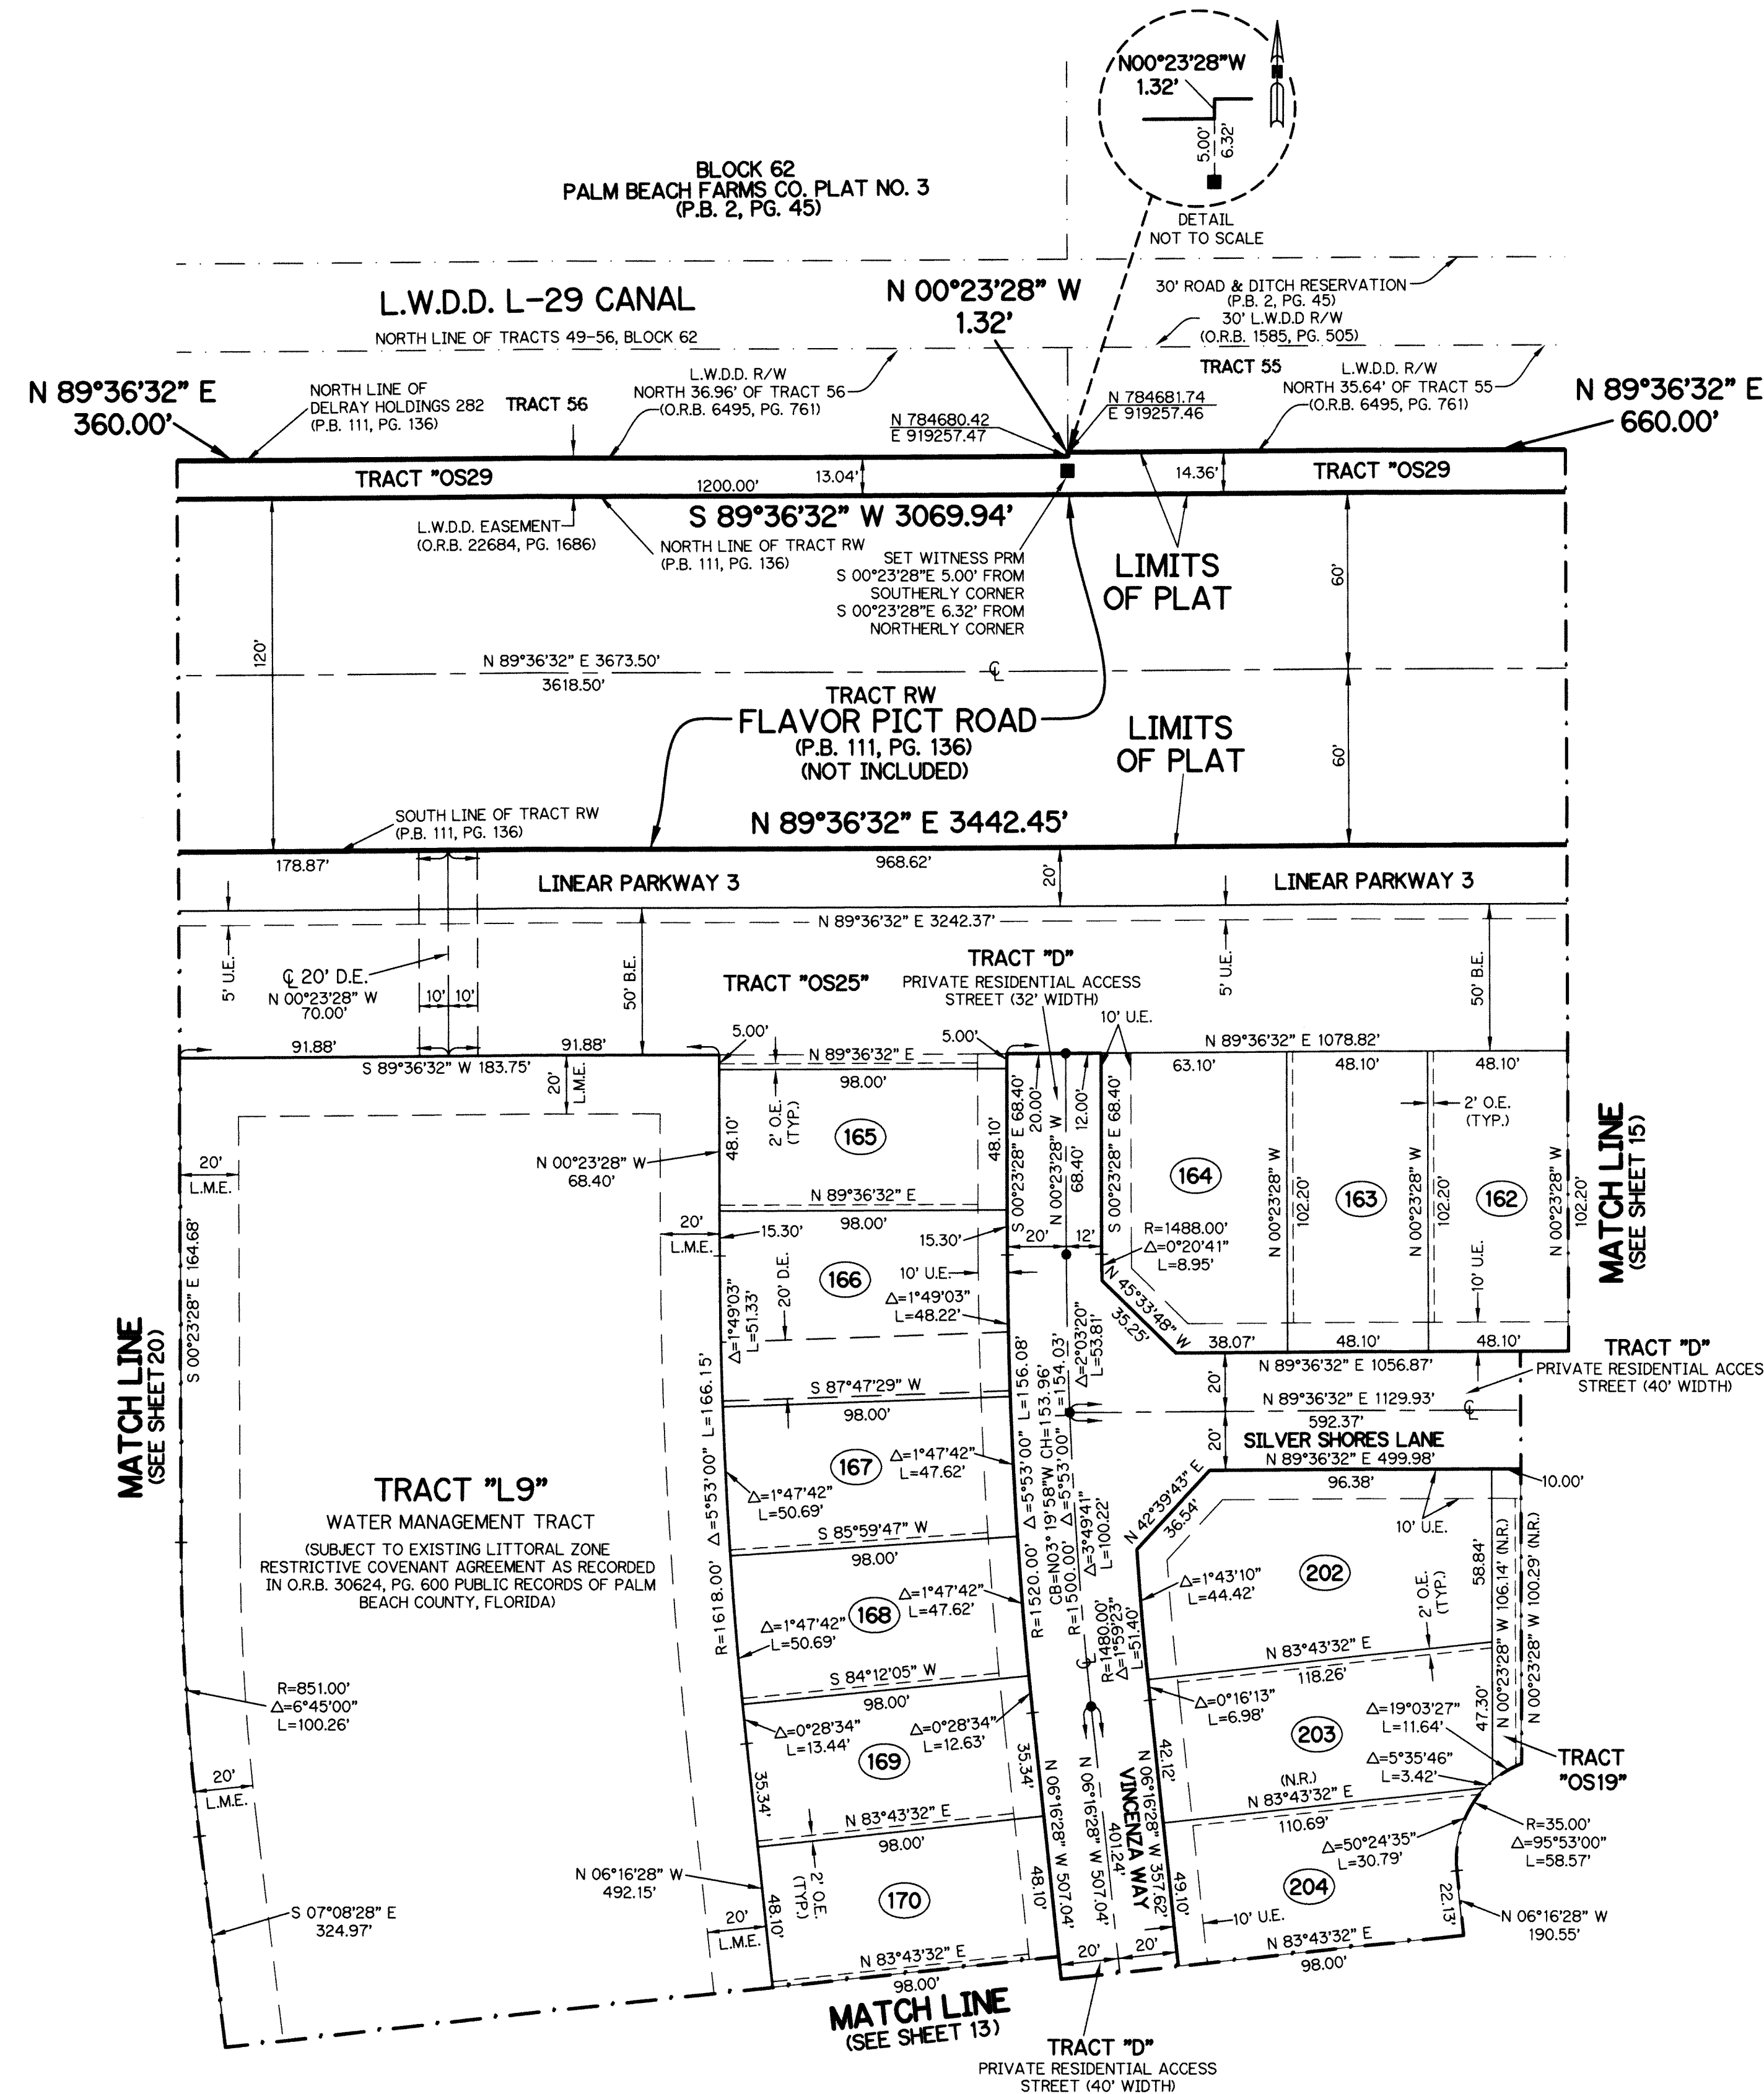 N00°23'28"W
1.32'
5.00'
6.32'
DETAIL
NOT TO SCALE
BLOCK 62
PALM BEACH FARMS CO. PLAT NO. 3
(P.B. 2, PG. 45)
L.W.D.D. L-29 CANAL
NORTH LINE OF TRACTS 49-56, BLOCK 62
N 00°23'28" W
1.32'
30' ROAD & DITCH RESERVATION
(P.B. 2, PG. 45)
30' L.W.D.D R/W
(O.R.B. 1585, PG. 505)
N 89°36'32" E
360.00'
NORTH LINE OF
DELRAY HOLDINGS 282
(P.B. 111, PG. 136)
TRACT 56
L.W.D.D. R/W
NORTH 36.96' OF TRACT 56
(O.R.B. 6495, PG. 761)
N 784680.42
E 919257.47
N 784681.74
E 919257.46
TRACT 55
L.W.D.D. R/W
NORTH 35.64' OF TRACT 55
(O.R.B. 6495, PG. 761)
N 89°36'32" E
660.00'
TRACT "OS29
1200.00'
13.04'
14.36'
TRACT "OS29
S 89°36'32" W 3069.94'
L.W.D.D. EASEMENT
(O.R.B. 22684, PG. 1686)
NORTH LINE OF TRACT RW
(P.B. 111, PG. 136)
SET WITNESS PRM
S 00°23'28"E 5.00' FROM
SOUTHERLY CORNER
S 00°23'28"E 6.32' FROM
NORTHERLY CORNER
LIMITS
OF PLAT
60'
120'
N 89°36'32" E 3673.50'
3618.50'
TRACT RW
FLAVOR PICT ROAD
(P.B. 111, PG. 136)
(NOT INCLUDED)
LIMITS
OF PLAT
60'
SOUTH LINE OF TRACT RW
(P.B. 111, PG. 136)
N 89°36'32" E 3442.45'
178.87'
968.62'
LINEAR PARKWAY 3
20'
LINEAR PARKWAY 3
N 89°36'32" E 3242.37'
5' U.E.
℄ 20' D.E.
N 00°23'28" W
70.00'
10' 10'
50' B.E.
TRACT "OS25"
TRACT "D"
PRIVATE RESIDENTIAL ACCESS
STREET (32' WIDTH)
5' U.E.
50' B.E.
91.88'
91.88'
S 89°36'32" W 183.75'
5.00'
N 89°36'32" E
98.00'
5.00'
10' U.E.
N 89°36'32" E 1078.82'
63.10'
48.10'
48.10'
20'
L.M.E.
2' O.E.
(TYP.)
165
48.10'
48.10'
N 00°23'28" W
68.40'
S 00°23'28" E 68.40'
20.00'
N 00°23'28" W
68.40'
12.00'
S 00°23'28" E 68.40'
2' O.E.
(TYP.)
164
163
162
N 00°23'28" W
102.20'
N 00°23'28" W
102.20'
N 00°23'28" W
102.20'
MATCH LINE
(SEE SHEET 15)
20'
L.M.E.
N 89°36'32" E
98.00'
20'
L.M.E.
15.30'
15.30'
20'
12'
R=1488.00'
Δ=0°20'41"
L=8.95'
166
10' U.E.
20' D.E.
Δ=1°49'03"
L=51.33'
Δ=1°49'03"
L=48.22'
N 45°33'48" W
35.25'
10' U.E.
38.07'
48.10'
48.10'
N 89°36'32" E 1056.87'
TRACT "D"
PRIVATE RESIDENTIAL ACCES
STREET (40' WIDTH)
S 00°23'28" E 164.68'
MATCH LINE
(SEE SHEET 20)
S 87°47'29" W
98.00'
Δ=2°03'20"
L=53.81'
20'
N 89°36'32" E 1129.93'
℄
592.37'
20'
SILVER SHORES LANE
N 89°36'32" E 499.98'
96.38'
10.00'
R=1618.00' Δ=5°53'00" L=166.15'
R=1520.00' Δ=5°53'00" L=156.08'
CB=N03°19'58"W CH=153.96'
R=1500.00' Δ=5°53'00" L=154.03'
Δ=3°49'41"
L=100.22'
167
Δ=1°47'42"
L=47.62'
Δ=1°47'42"
L=50.69'
TRACT "L9"
WATER MANAGEMENT TRACT
(SUBJECT TO EXISTING LITTORAL ZONE
RESTRICTIVE COVENANT AGREEMENT AS RECORDED
IN O.R.B. 30624, PG. 600 PUBLIC RECORDS OF PALM
BEACH COUNTY, FLORIDA)
N 42°39'43" E
36.54'
10' U.E.
S 85°59'47" W
98.00'
Δ=1°43'10"
L=44.42'
202
58.84'
2' O.E.
(TYP.)
N 00°23'28" W 106.14' (N.R.)
N 00°23'28" W 100.29' (N.R.)
168
Δ=1°47'42"
L=47.62'
Δ=1°47'42"
L=50.69'
R=1480.00'
Δ=1°59'23"
L=51.40'
℄
S 84°12'05" W
98.00'
N 83°43'32" E
118.26'
R=851.00'
Δ=6°45'00"
L=100.26'
Δ=0°28'34"
L=13.44'
Δ=0°28'34"
L=12.63'
169
35.34'
35.34'
Δ=0°16'13"
L=6.98'
203
Δ=19°03'27"
L=11.64'
47.30'
Δ=5°35'46"
L=3.42'
TRACT
"OS19"
20'
L.M.E.
N 83°43'32" E
98.00'
42.12'
(N.R.)
N 83°43'32" E
110.69'
R=35.00'
Δ=95°53'00"
L=58.57'
Δ=50°24'35"
L=30.79'
N 06°16'28" W 507.04'
N 06°16'28" W 507.04'
401.24'
VINCENZA WAY
N 06°16'28" W 357.62'
N 06°16'28" W
492.15'
48.10'
2' O.E.
(TYP.)
170
48.10'
49.10'
204
22.13'
N 06°16'28" W
190.55'
10' U.E.
S 07°08'28" E
324.97'
20'
L.M.E.
N 83°43'32" E
98.00'
20'
20'
N 83°43'32" E
98.00'
MATCH LINE
(SEE SHEET 13)
TRACT "D"
PRIVATE RESIDENTIAL ACCESS
STREET (40' WIDTH)